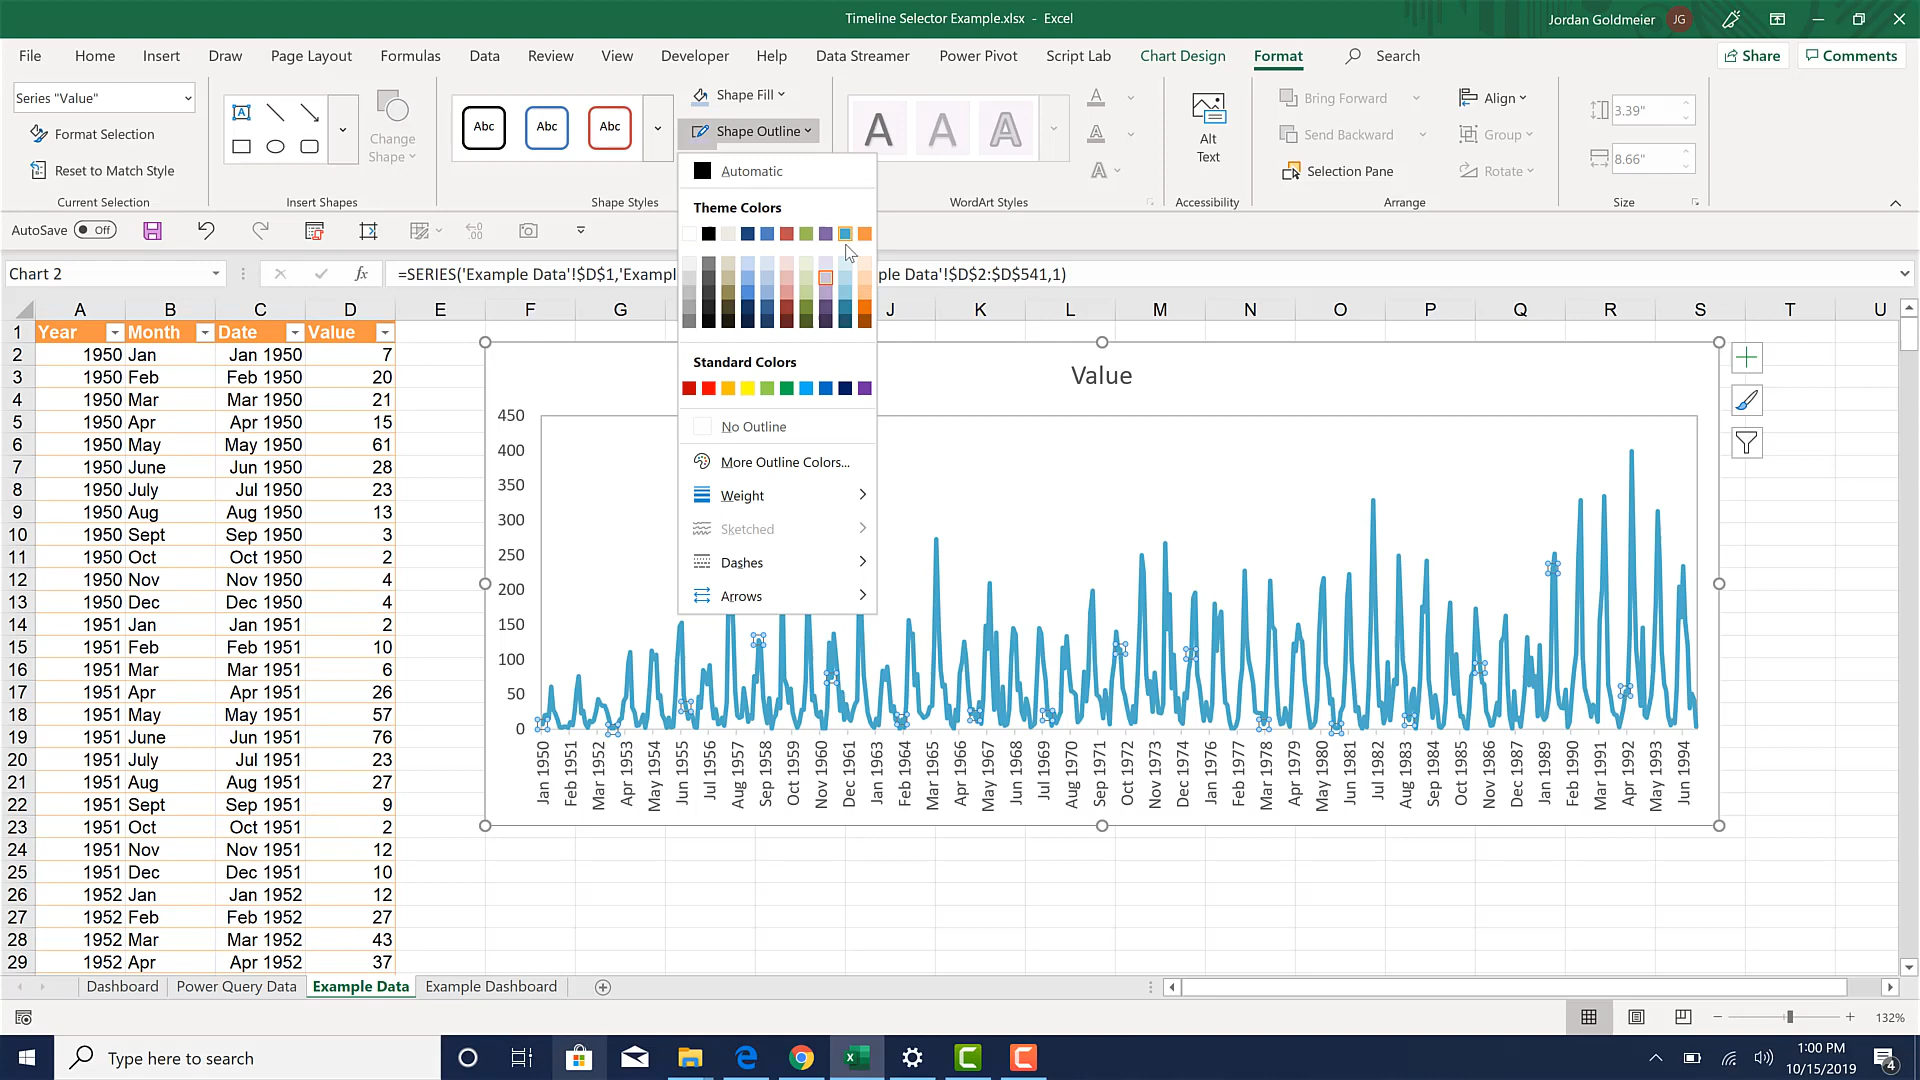 Timeline Selector Example.xlsx - Excel
Jordan Goldmeier JG
File Home Insert Draw Page Layout Formulas Data Review View Developer Help Data Streamer Power Pivot Script Lab Chart Design Format Search Share Comments
Series "Value"
Format Selection
Reset to Match Style
Current Selection
Change
Shape
Insert Shapes
Abc Abc Abc
Shape Fill
Shape Outline
Shape Styles
A A A
WordArt Styles
Alt
Text
Accessibility
Bring Forward
Send Backward
Selection Pane
Align
Group
Rotate
Arrange
3.39"
8.66"
Size
AutoSave Off
Automatic
Theme Colors
Standard Colors
No Outline
More Outline Colors...
Weight
Sketched
Dashes
Arrows
Chart 2
fx
=SERIES('Example Data'!$D$1,'Exampl
ple Data'!$D$2:$D$541,1)
A B C D E F G J K L M N O P Q R S T U
1 Year Month Date Value
2 1950 Jan Jan 1950 7
3 1950 Feb Feb 1950 20
4 1950 Mar Mar 1950 21
5 1950 Apr Apr 1950 15
6 1950 May May 1950 61
7 1950 June Jun 1950 28
8 1950 July Jul 1950 23
9 1950 Aug Aug 1950 13
10 1950 Sept Sep 1950 3
11 1950 Oct Oct 1950 2
12 1950 Nov Nov 1950 4
13 1950 Dec Dec 1950 4
14 1951 Jan Jan 1951 2
15 1951 Feb Feb 1951 10
16 1951 Mar Mar 1951 6
17 1951 Apr Apr 1951 26
18 1951 May May 1951 57
19 1951 June Jun 1951 76
20 1951 July Jul 1951 23
21 1951 Aug Aug 1951 27
22 1951 Sept Sep 1951 9
23 1951 Oct Oct 1951 2
24 1951 Nov Nov 1951 12
25 1951 Dec Dec 1951 10
26 1952 Jan Jan 1952 12
27 1952 Feb Feb 1952 27
28 1952 Mar Mar 1952 43
29 1952 Apr Apr 1952 37
Value
450
400
350
300
250
200
150
100
50
0
Jan 1950
Feb 1951
Mar 1952
Apr 1953
May 1954
Jun 1955
Jul 1956
Aug 1957
Sep 1958
Oct 1959
Nov 1960
Dec 1961
Jan 1963
Feb 1964
Mar 1965
Apr 1966
May 1967
Jun 1968
Jul 1969
Aug 1970
Sep 1971
Oct 1972
Nov 1973
Dec 1974
Jan 1976
Feb 1977
Mar 1978
Apr 1979
May 1980
Jun 1981
Jul 1982
Aug 1983
Sep 1984
Oct 1985
Nov 1986
Dec 1987
Jan 1989
Feb 1990
Mar 1991
Apr 1992
May 1993
Jun 1994
Dashboard Power Query Data Example Data Example Dashboard
132%
Type here to search
1:00 PM
10/15/2019
4